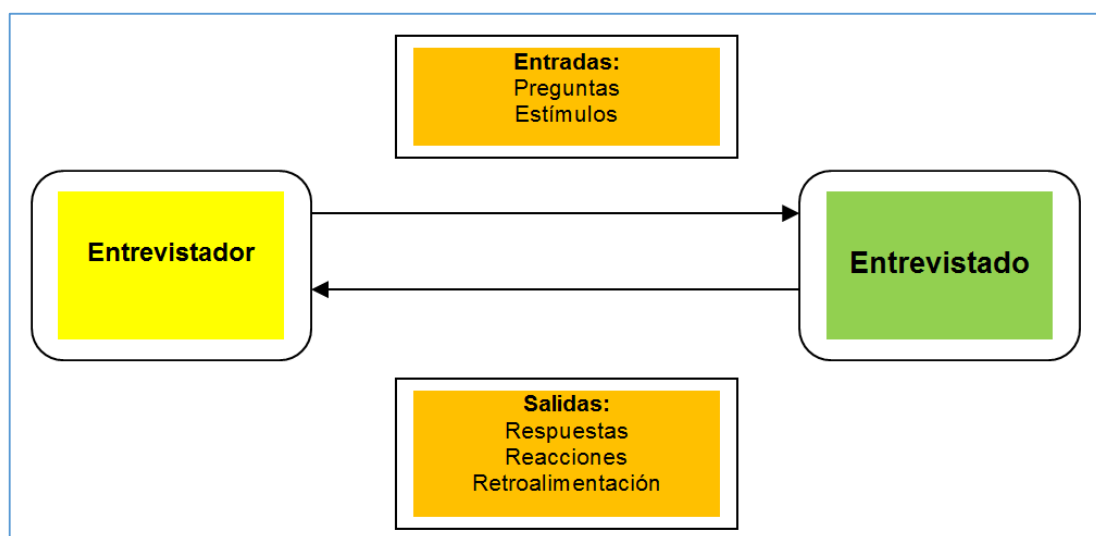 Entradas:
Preguntas
Estímulos
Entrevistador
Entrevistado
Salidas:
Respuestas
Reacciones
Retroalimentación